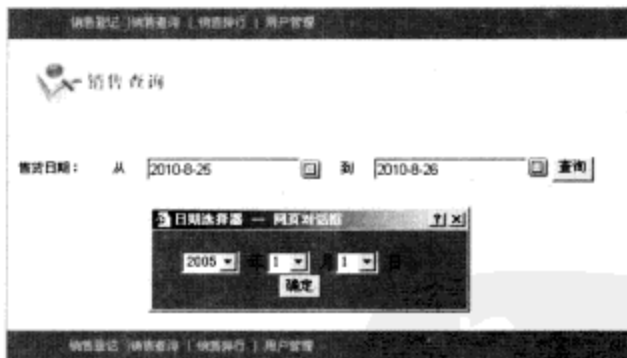 销售登记 | 销售查询 | 销售排行 | 用户管理
销售查询
售货日期： 从 2010-8-25 到 2010-8-26 查询
日期选择器 -- 网页对话框 ? ×
2005 年 1 月 1 日
确定
销售登记 | 销售查询 | 销售排行 | 用户管理